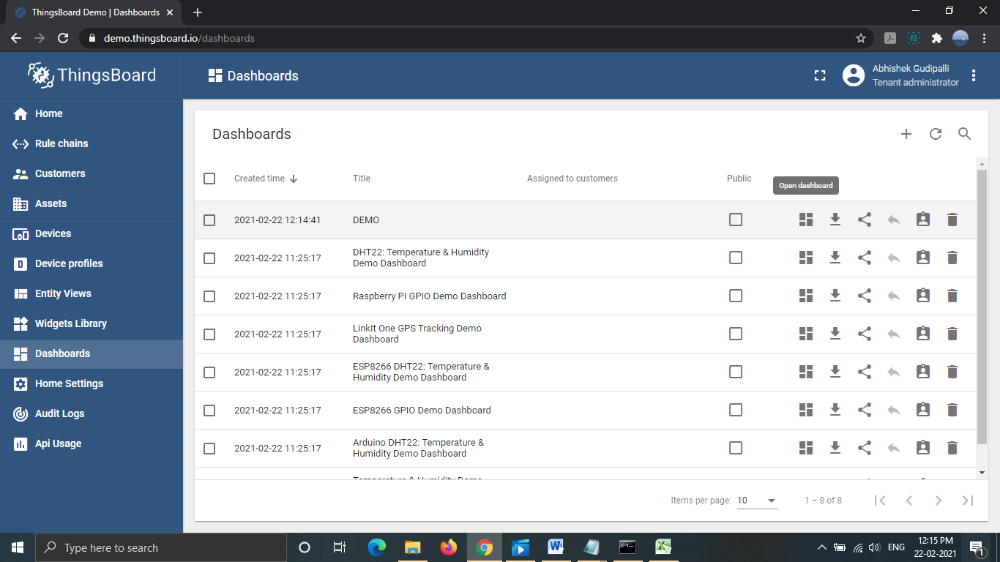 ThingsBoard Demo | Dashboards
demo.thingsboard.io/dashboards
ThingsBoard
Dashboards
Abhishek Gudipalli
Tenant administrator
Home
Rule chains
Customers
Assets
Devices
Device profiles
Entity Views
Widgets Library
Dashboards
Home Settings
Audit Logs
Api Usage
Dashboards
Created time Title Assigned to customers Public
Open dashboard
2021-02-22 12:14:41 DEMO
2021-02-22 11:25:17 DHT22: Temperature & Humidity
Demo Dashboard
2021-02-22 11:25:17 Raspberry PI GPIO Demo Dashboard
2021-02-22 11:25:17 LinkIt One GPS Tracking Demo
Dashboard
2021-02-22 11:25:17 ESP8266 DHT22: Temperature &
Humidity Demo Dashboard
2021-02-22 11:25:17 ESP8266 GPIO Demo Dashboard
2021-02-22 11:25:17 Arduino DHT22: Temperature &
Humidity Demo Dashboard
Temperature & Humidity Demo
Items per page: 10 1 – 8 of 8
Type here to search
ENG
12:15 PM
22-02-2021
1